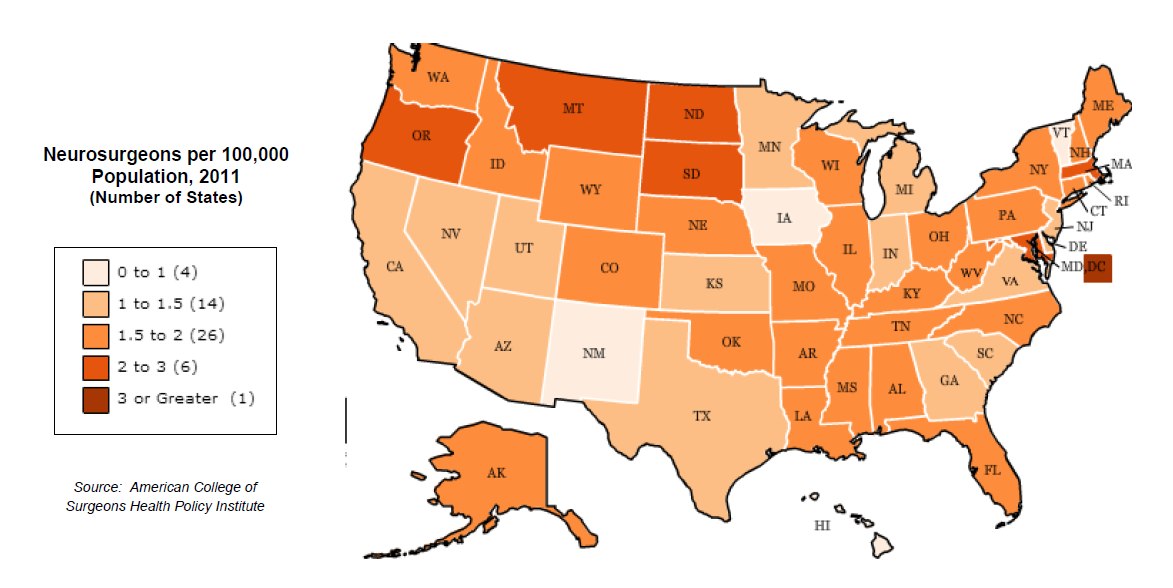 Neurosurgeons per 100,000
Population, 2011
(Number of States)
0 to 1 (4)
1 to 1.5 (14)
1.5 to 2 (26)
2 to 3 (6)
3 or Greater (1)
Source: American College of
Surgeons Health Policy Institute
WA
MT
ND
ME
OR
MN
VT
ID
WI
NH
MA
SD
NY
WY
MI
RI
IA
PA
CT
NE
NJ
NV
OH
UT
IL
IN
DE
CA
CO
MD,DC
WV
KS
MO
VA
KY
NC
TN
OK
AZ
NM
AR
SC
GA
MS
AL
TX
LA
AK
FL
HI